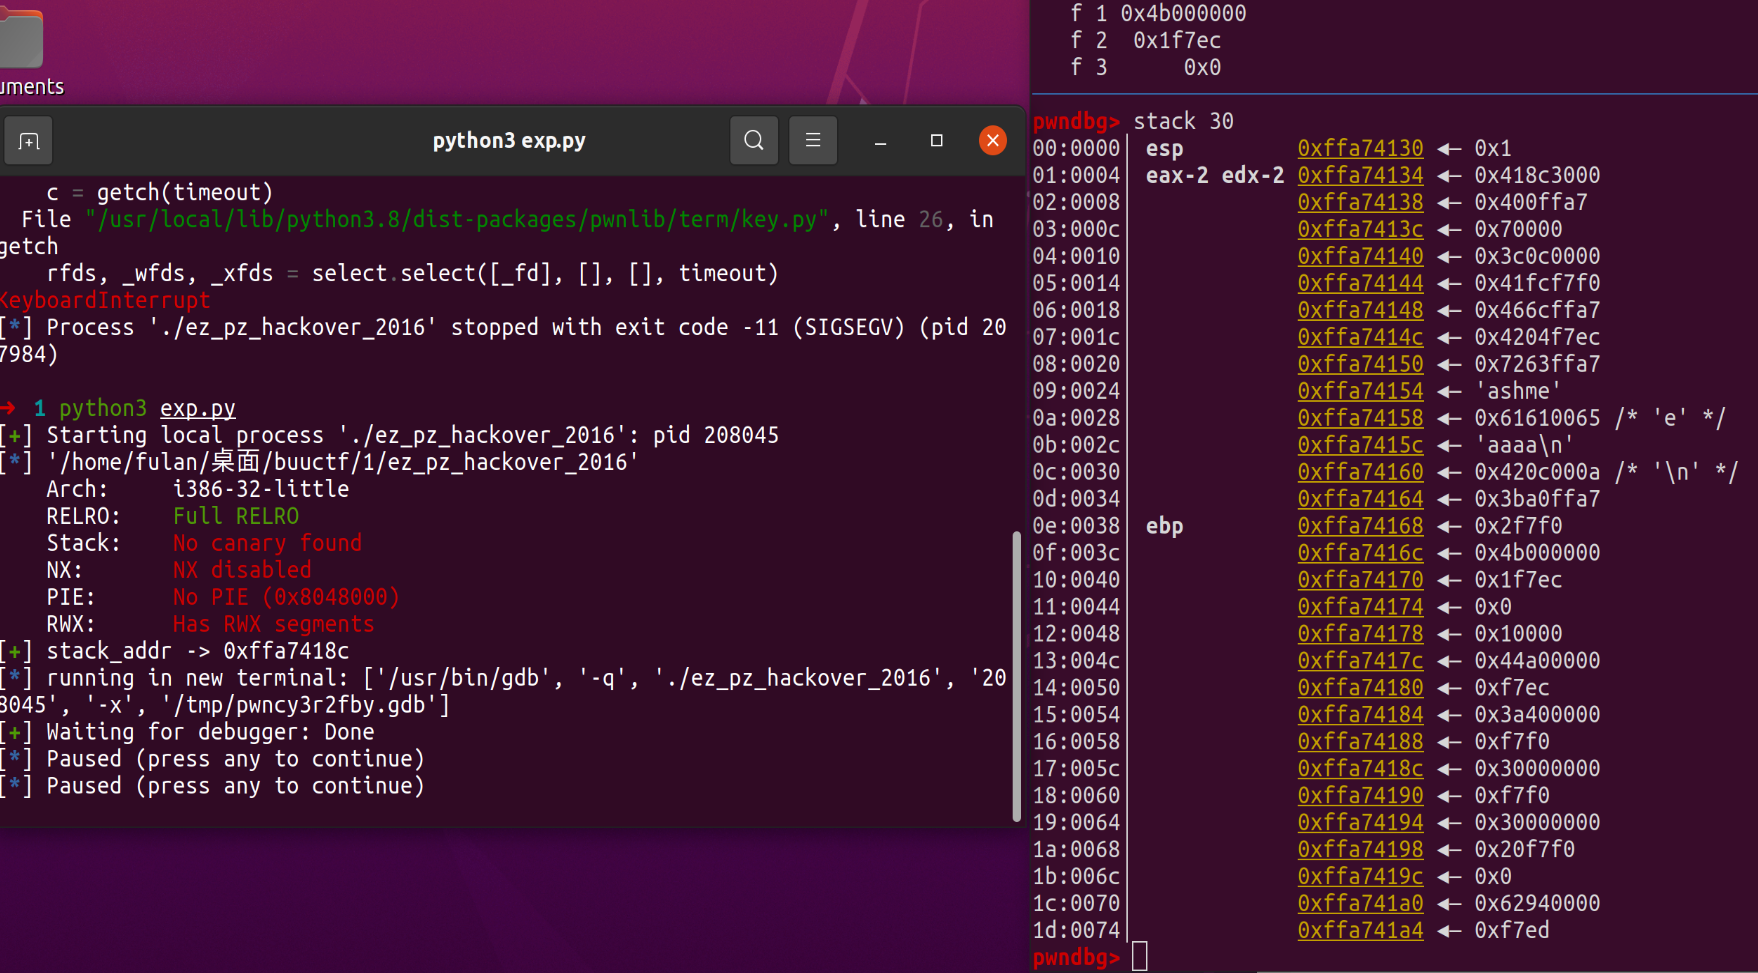 uments
python3 exp.py
c = getch(timeout)
File "/usr/local/lib/python3.8/dist-packages/pwnlib/term/key.py", line 26, in
getch
rfds, _wfds, _xfds = select.select([_fd], [], [], timeout)
KeyboardInterrupt
[*] Process './ez_pz_hackover_2016' stopped with exit code -11 (SIGSEGV) (pid 20
7984)
→ 1 python3 exp.py
[+] Starting local process './ez_pz_hackover_2016': pid 208045
[*] '/home/fulan/桌面/buuctf/1/ez_pz_hackover_2016'
Arch: i386-32-little
RELRO: Full RELRO
Stack: No canary found
NX: NX disabled
PIE: No PIE (0x8048000)
RWX: Has RWX segments
[+] stack_addr -> 0xffa7418c
[*] running in new terminal: ['/usr/bin/gdb', '-q', './ez_pz_hackover_2016', '20
8045', '-x', '/tmp/pwncy3r2fby.gdb']
[+] Waiting for debugger: Done
[*] Paused (press any to continue)
[*] Paused (press any to continue)
f 1 0x4b000000
f 2 0x1f7ec
f 3 0x0
pwndbg> stack 30
00:0000│ esp 0xffa74130 ◂— 0x1
01:0004│ eax-2 edx-2 0xffa74134 ◂— 0x418c3000
02:0008│ 0xffa74138 ◂— 0x400ffa7
03:000c│ 0xffa7413c ◂— 0x70000
04:0010│ 0xffa74140 ◂— 0x3c0c0000
05:0014│ 0xffa74144 ◂— 0x41fcf7f0
06:0018│ 0xffa74148 ◂— 0x466cffa7
07:001c│ 0xffa7414c ◂— 0x4204f7ec
08:0020│ 0xffa74150 ◂— 0x7263ffa7
09:0024│ 0xffa74154 ◂— 'ashme'
0a:0028│ 0xffa74158 ◂— 0x61610065 /* 'e' */
0b:002c│ 0xffa7415c ◂— 'aaaa\n'
0c:0030│ 0xffa74160 ◂— 0x420c000a /* '\n' */
0d:0034│ 0xffa74164 ◂— 0x3ba0ffa7
0e:0038│ ebp 0xffa74168 ◂— 0x2f7f0
0f:003c│ 0xffa7416c ◂— 0x4b000000
10:0040│ 0xffa74170 ◂— 0x1f7ec
11:0044│ 0xffa74174 ◂— 0x0
12:0048│ 0xffa74178 ◂— 0x10000
13:004c│ 0xffa7417c ◂— 0x44a00000
14:0050│ 0xffa74180 ◂— 0xf7ec
15:0054│ 0xffa74184 ◂— 0x3a400000
16:0058│ 0xffa74188 ◂— 0xf7f0
17:005c│ 0xffa7418c ◂— 0x30000000
18:0060│ 0xffa74190 ◂— 0xf7f0
19:0064│ 0xffa74194 ◂— 0x30000000
1a:0068│ 0xffa74198 ◂— 0x20f7f0
1b:006c│ 0xffa7419c ◂— 0x0
1c:0070│ 0xffa741a0 ◂— 0x62940000
1d:0074│ 0xffa741a4 ◂— 0xf7ed
pwndbg>